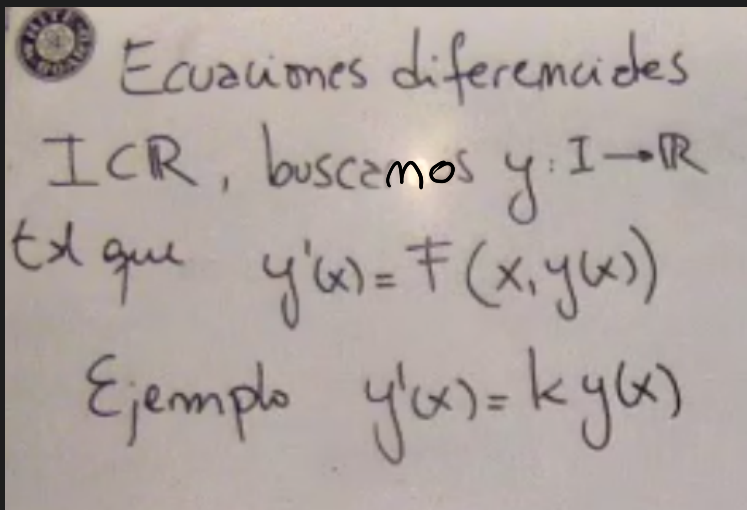 Ecuaciones diferenciales
I⊂ℝ, buscamos y: I→ℝ
tal que y'(x) = F(x, y(x))
Ejemplo y'(x) = k y(x)